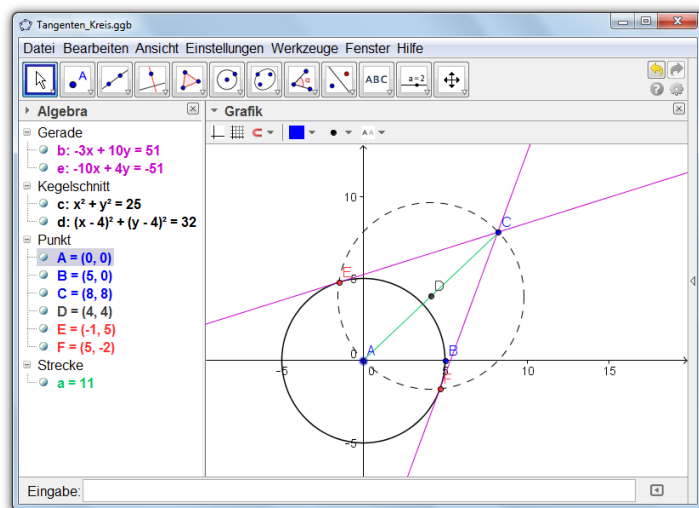 Tangenten_Kreis.ggb
Datei Bearbeiten Ansicht Einstellungen Werkzeuge Fenster Hilfe
A
α
ABC
a=2
Algebra
Gerade
b: -3x + 10y = 51
e: -10x + 4y = -51
Kegelschnitt
c: x² + y² = 25
d: (x - 4)² + (y - 4)² = 32
Punkt
A = (0, 0)
B = (5, 0)
C = (8, 8)
D = (4, 4)
E = (-1, 5)
F = (5, -2)
Strecke
a = 11
Grafik
AA
10
C
E
5
D
0
A
B
-5
0
5
10
15
F
-5
Eingabe: